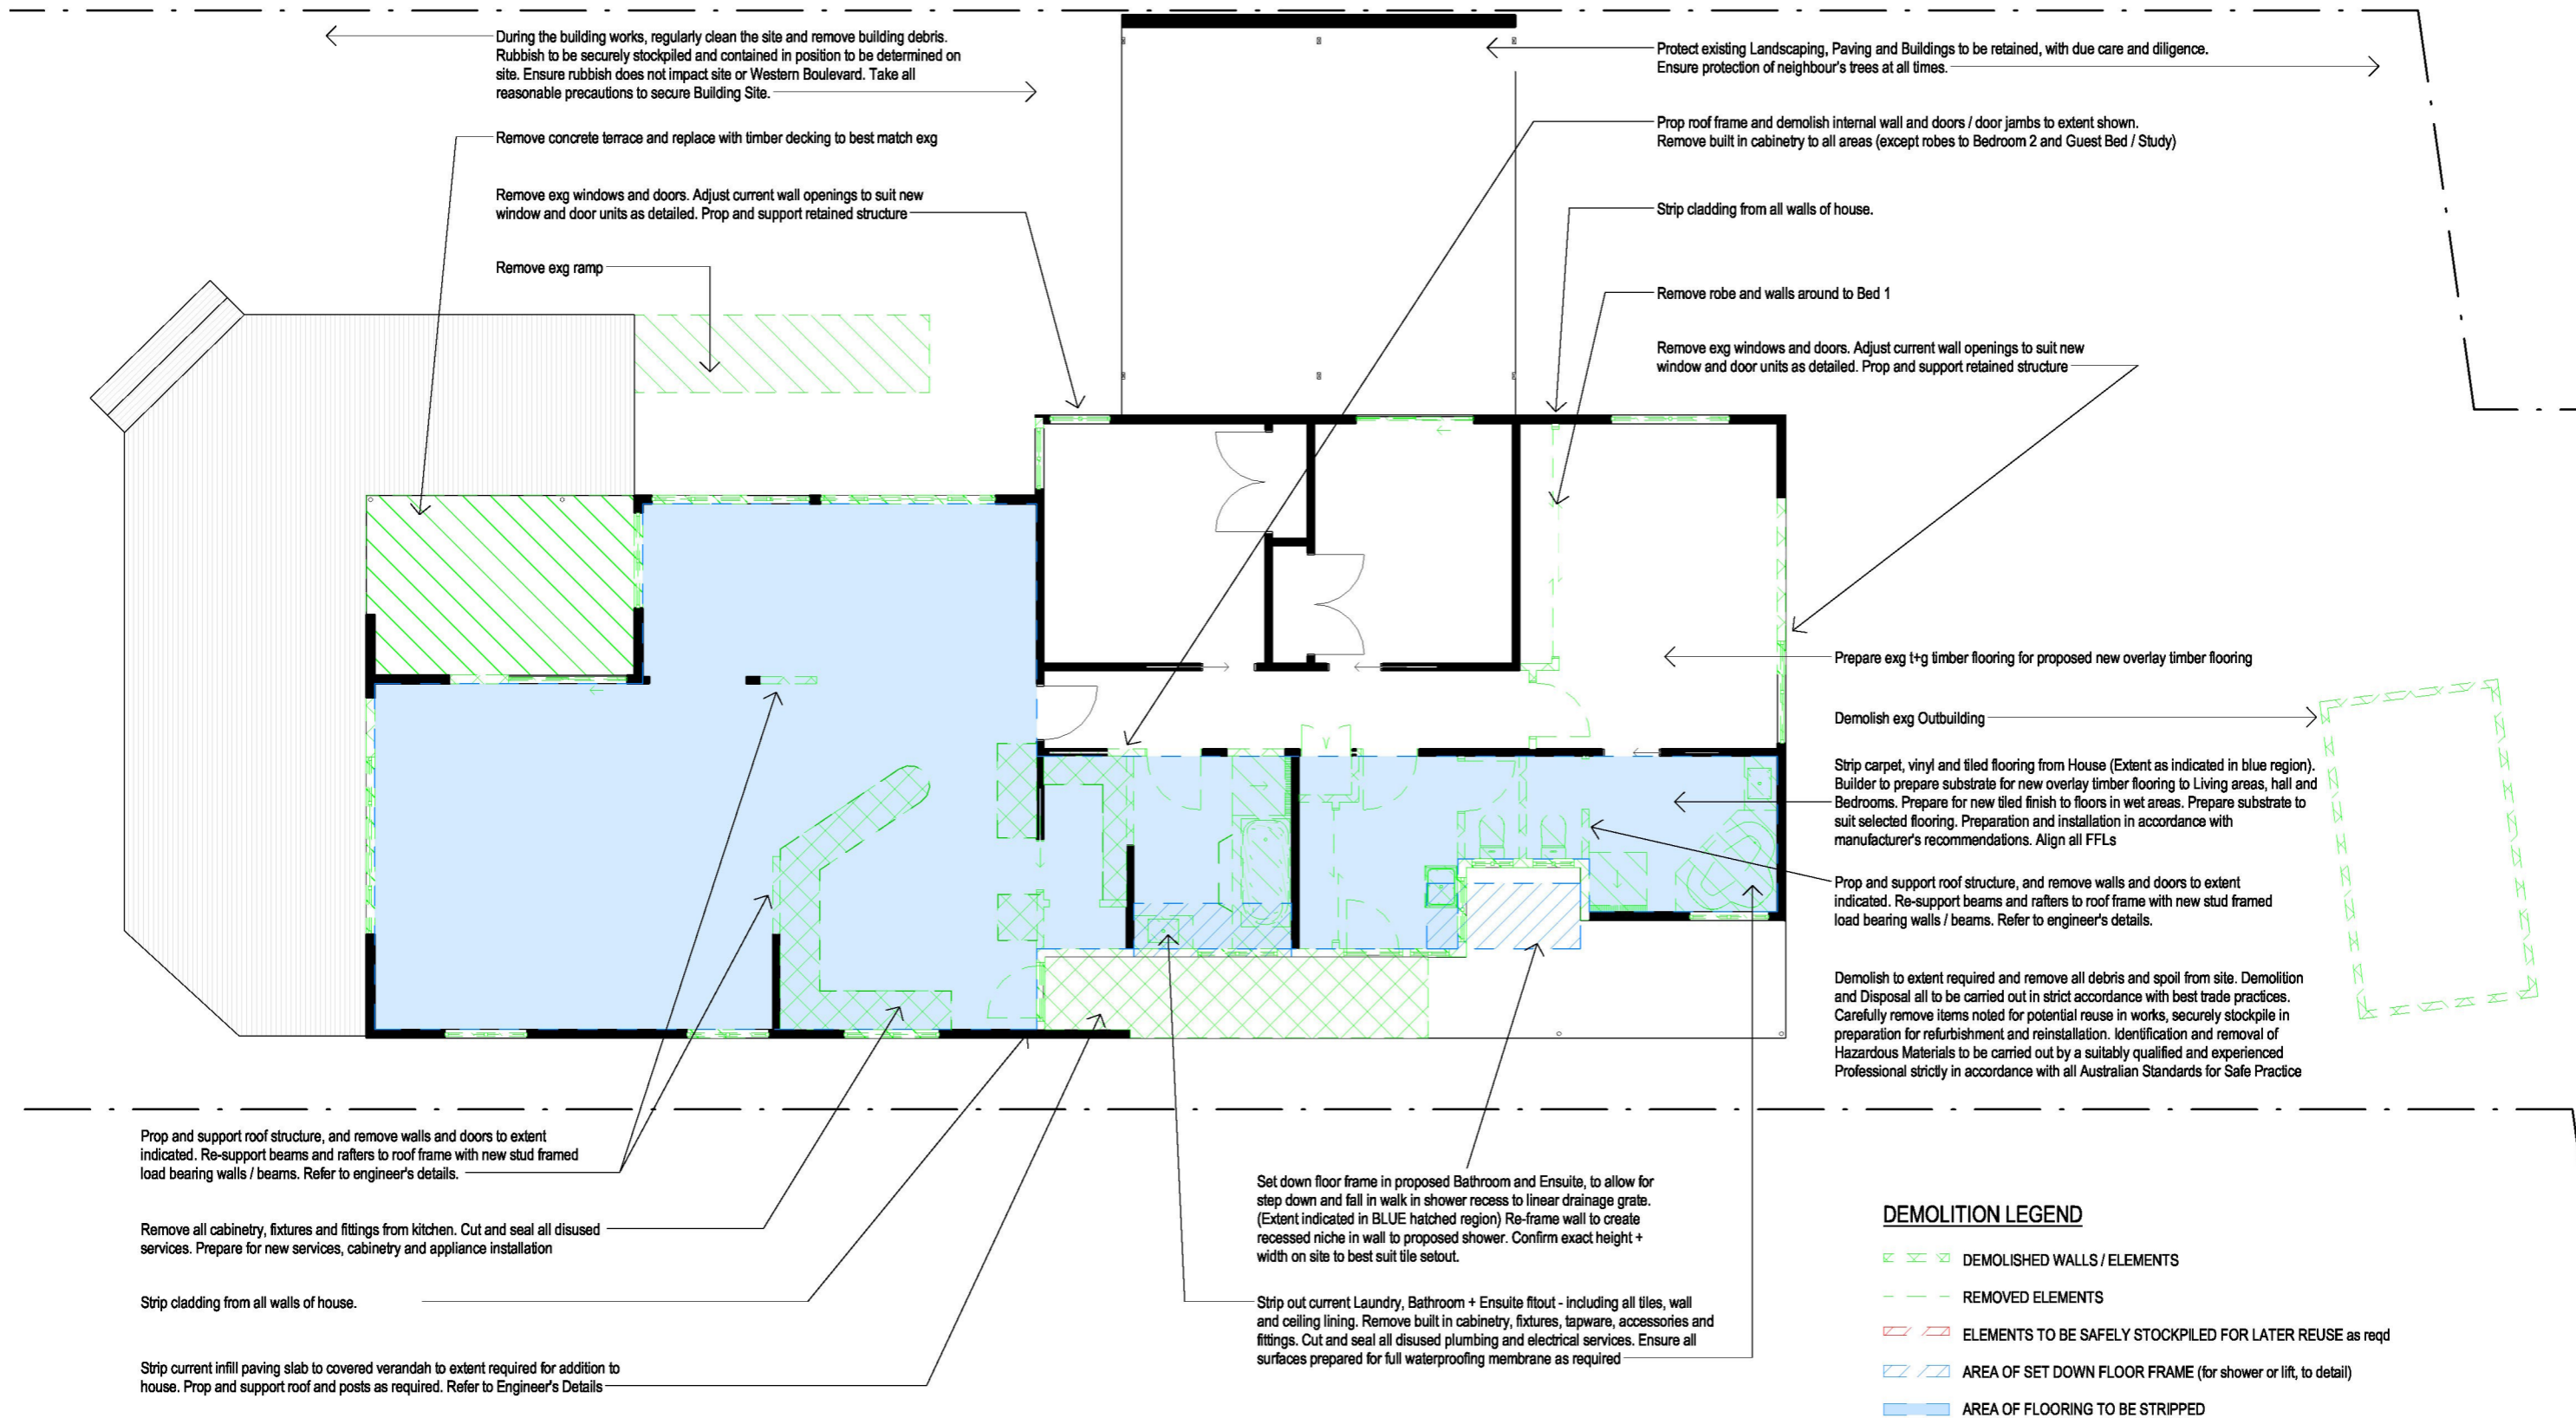 During the building works, regularly clean the site and remove building debris.
Rubbish to be securely stockpiled and contained in position to be determined on
site. Ensure rubbish does not impact site or Western Boulevard. Take all
reasonable precautions to secure Building Site.
Remove concrete terrace and replace with timber decking to best match exg
Remove exg windows and doors. Adjust current wall openings to suit new
window and door units as detailed. Prop and support retained structure
Remove exg ramp
Protect existing Landscaping, Paving and Buildings to be retained, with due care and diligence.
Ensure protection of neighbour's trees at all times.
Prop roof frame and demolish internal wall and doors / door jambs to extent shown.
Remove built in cabinetry to all areas (except robes to Bedroom 2 and Guest Bed / Study)
Strip cladding from all walls of house.
Remove robe and walls around to Bed 1
Remove exg windows and doors. Adjust current wall openings to suit new
window and door units as detailed. Prop and support retained structure
Prepare exg t+g timber flooring for proposed new overlay timber flooring
Demolish exg Outbuilding
Strip carpet, vinyl and tiled flooring from House (Extent as indicated in blue region).
Builder to prepare substrate for new overlay timber flooring to Living areas, hall and
Bedrooms. Prepare for new tiled finish to floors in wet areas. Prepare substrate to
suit selected flooring. Preparation and installation in accordance with
manufacturer's recommendations. Align all FFLs
Prop and support roof structure, and remove walls and doors to extent
indicated. Re-support beams and rafters to roof frame with new stud framed
load bearing walls / beams. Refer to engineer's details.
Demolish to extent required and remove all debris and spoil from site. Demolition
and Disposal all to be carried out in strict accordance with best trade practices.
Carefully remove items noted for potential reuse in works, securely stockpile in
preparation for refurbishment and reinstallation. Identification and removal of
Hazardous Materials to be carried out by a suitably qualified and experienced
Professional strictly in accordance with all Australian Standards for Safe Practice
Prop and support roof structure, and remove walls and doors to extent
indicated. Re-support beams and rafters to roof frame with new stud framed
load bearing walls / beams. Refer to engineer's details.
Remove all cabinetry, fixtures and fittings from kitchen. Cut and seal all disused
services. Prepare for new services, cabinetry and appliance installation
Strip cladding from all walls of house.
Strip current infill paving slab to covered verandah to extent required for addition to
house. Prop and support roof and posts as required. Refer to Engineer's Details
Set down floor frame in proposed Bathroom and Ensuite, to allow for
step down and fall in walk in shower recess to linear drainage grate.
(Extent indicated in BLUE hatched region) Re-frame wall to create
recessed niche in wall to proposed shower. Confirm exact height +
width on site to best suit tile setout.
Strip out current Laundry, Bathroom + Ensuite fitout - including all tiles, wall
and ceiling lining. Remove built in cabinetry, fixtures, tapware, accessories and
fittings. Cut and seal all disused plumbing and electrical services. Ensure all
surfaces prepared for full waterproofing membrane as required
DEMOLITION LEGEND
DEMOLISHED WALLS / ELEMENTS
REMOVED ELEMENTS
ELEMENTS TO BE SAFELY STOCKPILED FOR LATER REUSE as reqd
AREA OF SET DOWN FLOOR FRAME (for shower or lift, to detail)
AREA OF FLOORING TO BE STRIPPED